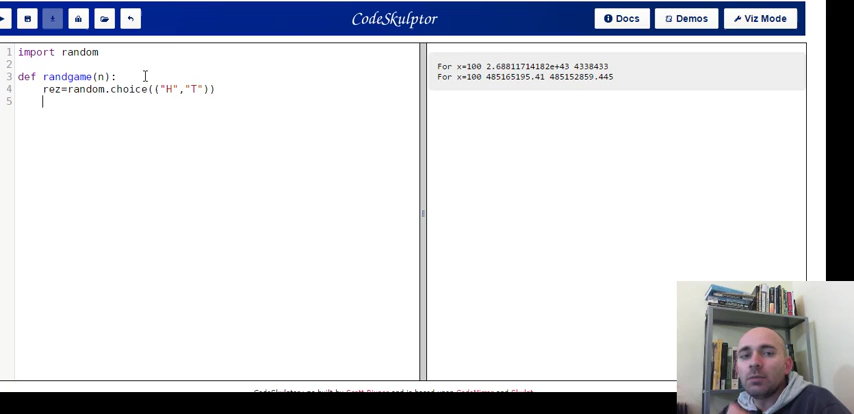 CodeSkulptor
Docs
Demos
Viz Mode
1 import random
2
3 def randgame(n):
4 rez=random.choice(("H","T"))
5
For x=100 2.68811714182e+43 4338433
For x=100 485165195.41 485152859.445